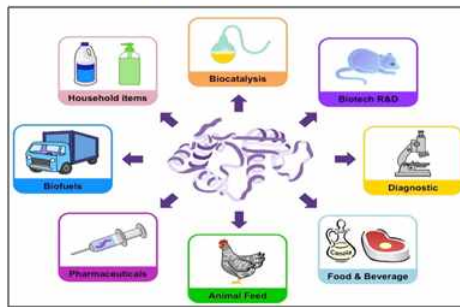 Biocatalysis
Household items
Biotech R&D
Biofuels
Diagnostic
Pharmaceuticals
Canola
Food & Beverage
Animal Feed